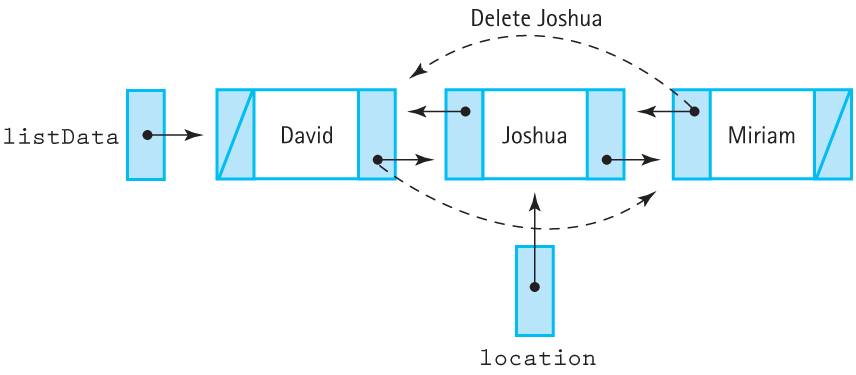 Delete Joshua
listData
David
Joshua
Miriam
location